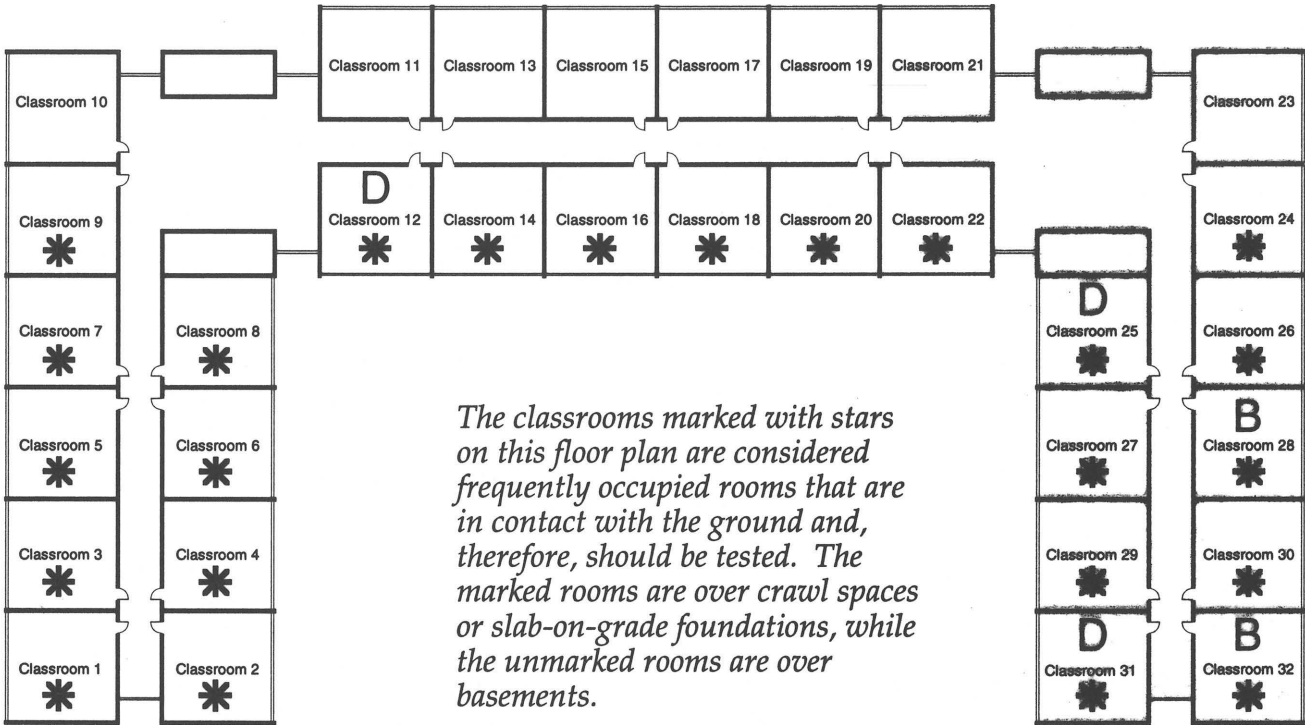 Classroom 11 Classroom 13 Classroom 15 Classroom 17 Classroom 19 Classroom 21
Classroom 10
Classroom 23
D
Classroom 9
Classroom 12 Classroom 14 Classroom 16 Classroom 18 Classroom 20 Classroom 22
Classroom 24
D
Classroom 7 Classroom 8
Classroom 25 Classroom 26
B
Classroom 5 Classroom 6
Classroom 27 Classroom 28
Classroom 3 Classroom 4
Classroom 29 Classroom 30
D B
Classroom 1 Classroom 2
Classroom 31 Classroom 32
The classrooms marked with stars
on this floor plan are considered
frequently occupied rooms that are
in contact with the ground and,
therefore, should be tested. The
marked rooms are over crawl spaces
or slab-on-grade foundations, while
the unmarked rooms are over
basements.